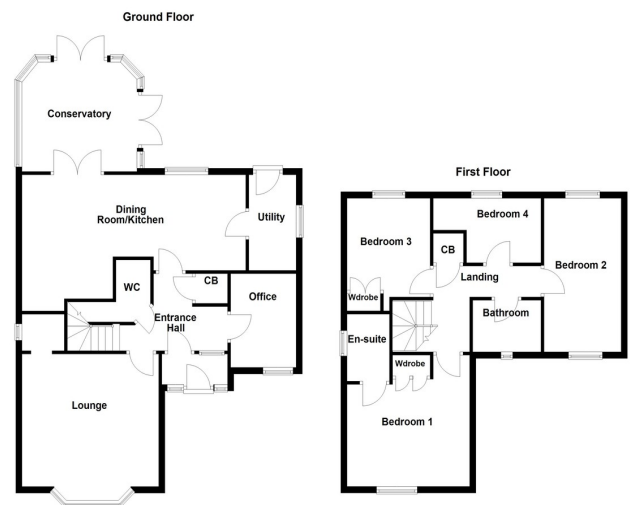 Ground Floor
Conservatory
Dining
Room/Kitchen
Utility
WC
CB
Office
Entrance
Hall
Lounge
First Floor
Bedroom 4
Bedroom 3
CB
Bedroom 2
Landing
Wdrobe
Bathroom
En-suite
Wdrobe
Bedroom 1